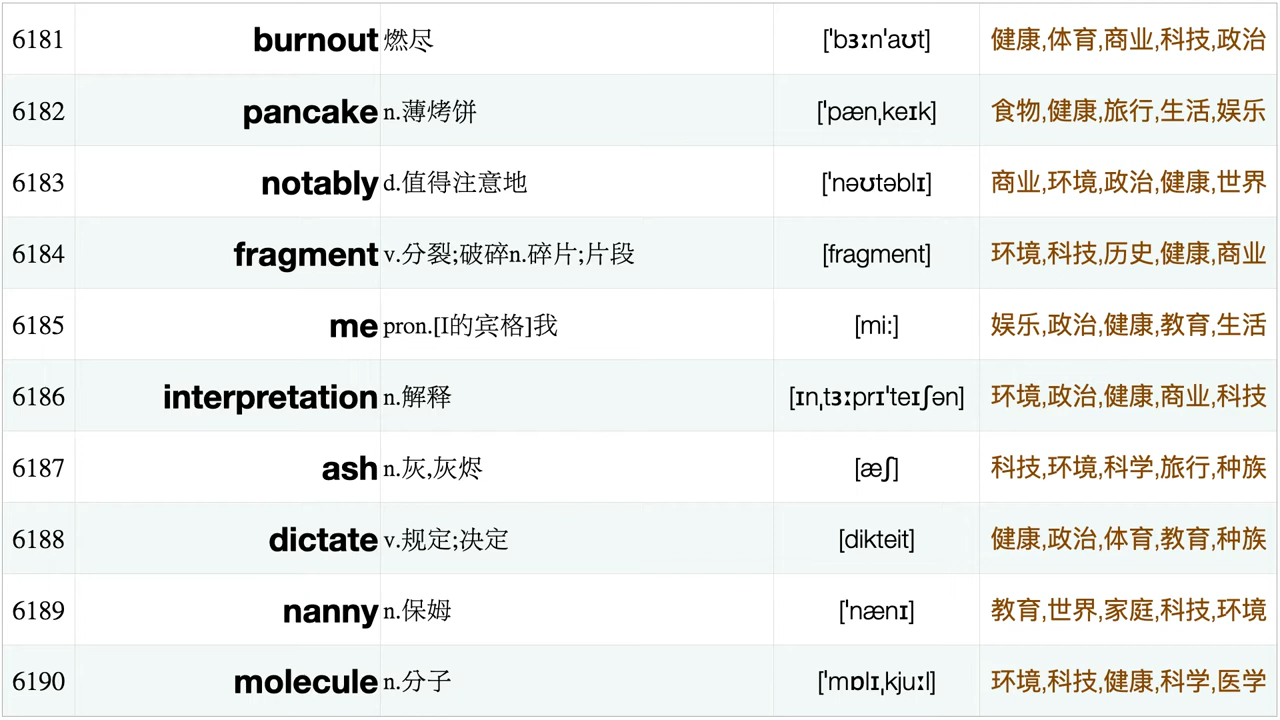 6181 burnout 燃尽 [ˈbɜːnˈaʊt] 健康,体育,商业,科技,政治
6182 pancake n.薄烤饼 [ˈpænˌkeɪk] 食物,健康,旅行,生活,娱乐
6183 notably d.值得注意地 [ˈnəʊtəblɪ] 商业,环境,政治,健康,世界
6184 fragment v.分裂;破碎n.碎片;片段 [fragment] 环境,科技,历史,健康,商业
6185 me pron.[I的宾格]我 [mi:] 娱乐,政治,健康,教育,生活
6186 interpretation n.解释 [ɪnˌtɜːprɪˈteɪʃən] 环境,政治,健康,商业,科技
6187 ash n.灰,灰烬 [æʃ] 科技,环境,科学,旅行,种族
6188 dictate v.规定;决定 [dikteit] 健康,政治,体育,教育,种族
6189 nanny n.保姆 [ˈnænɪ] 教育,世界,家庭,科技,环境
6190 molecule n.分子 [ˈmɒlɪˌkjuːl] 环境,科技,健康,科学,医学